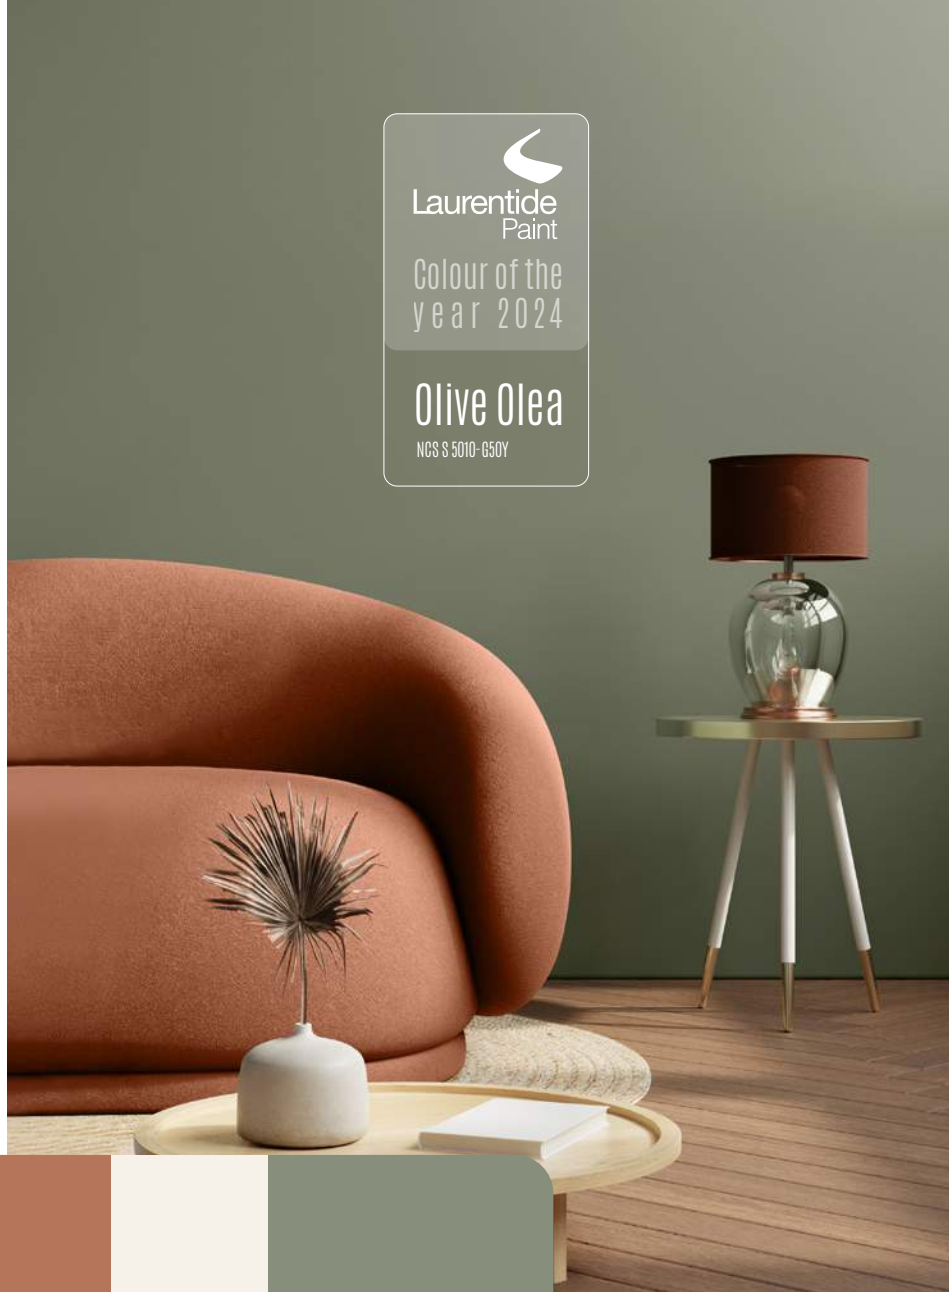 Laurentide
Paint
Colour of the
year 2024
Olive Olea
NCS S 5010-G50Y